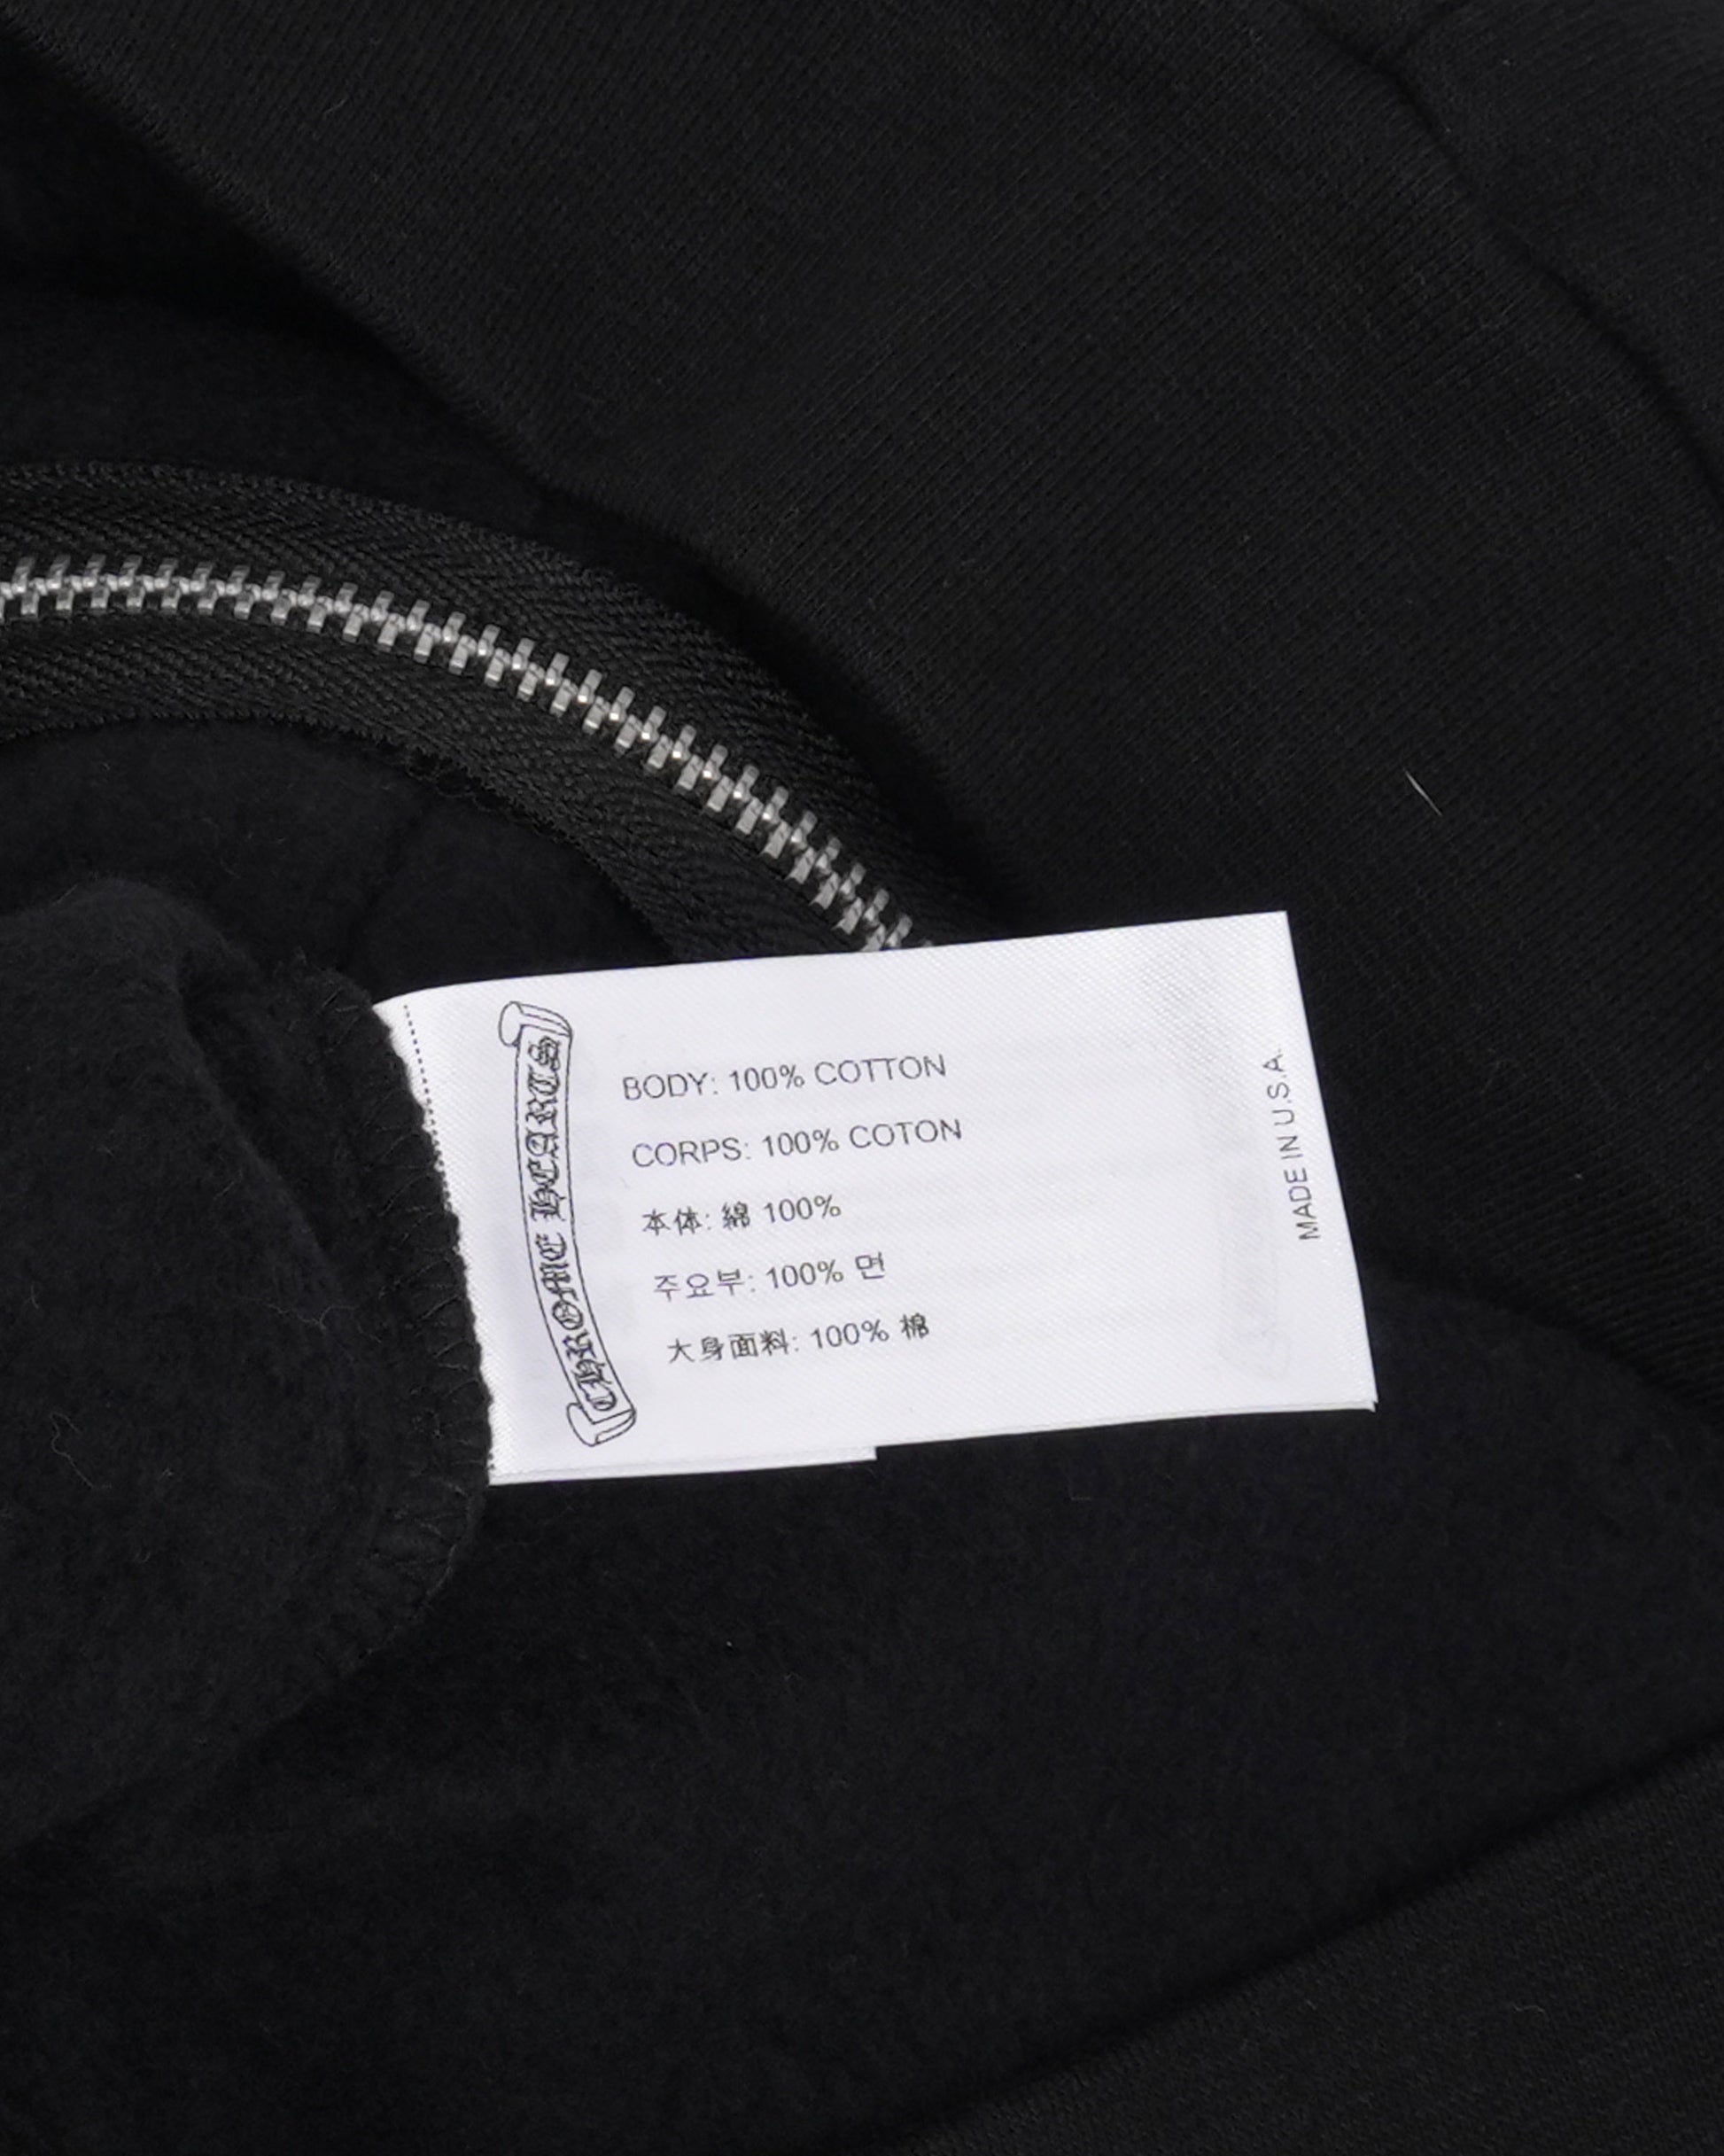 CHROME HEARTS
BODY: 100% COTTON
CORPS: 100% COTON
本体: 綿 100%
주요부: 100% 면
大身面料: 100% 棉
MADE IN U.S.A.